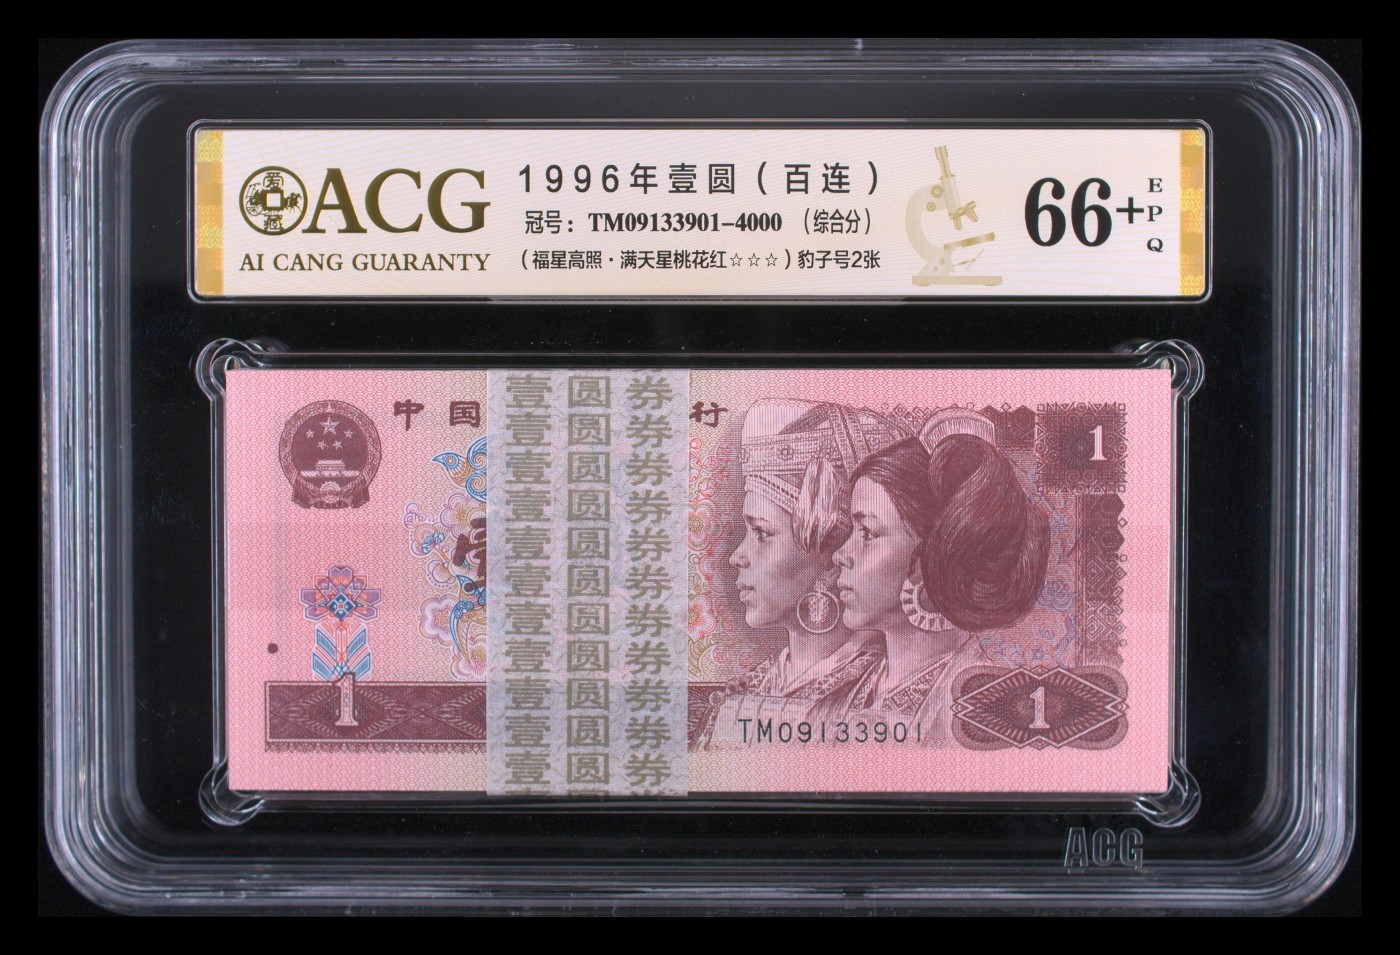 ACG
AI CANG GUARANTY
1996年壹圆（百连）
冠号：TM09133901-4000 （综合分）
（福星高照·满天星桃花红☆☆☆）豹子号2张
66+
EPQ
中国 行
壹圆券
壹圆券
壹圆券
壹圆券
壹圆券
壹圆券
壹圆券
壹圆券
壹圆券
壹圆券
壹圆券
1
1
TM09133901
1
ACG